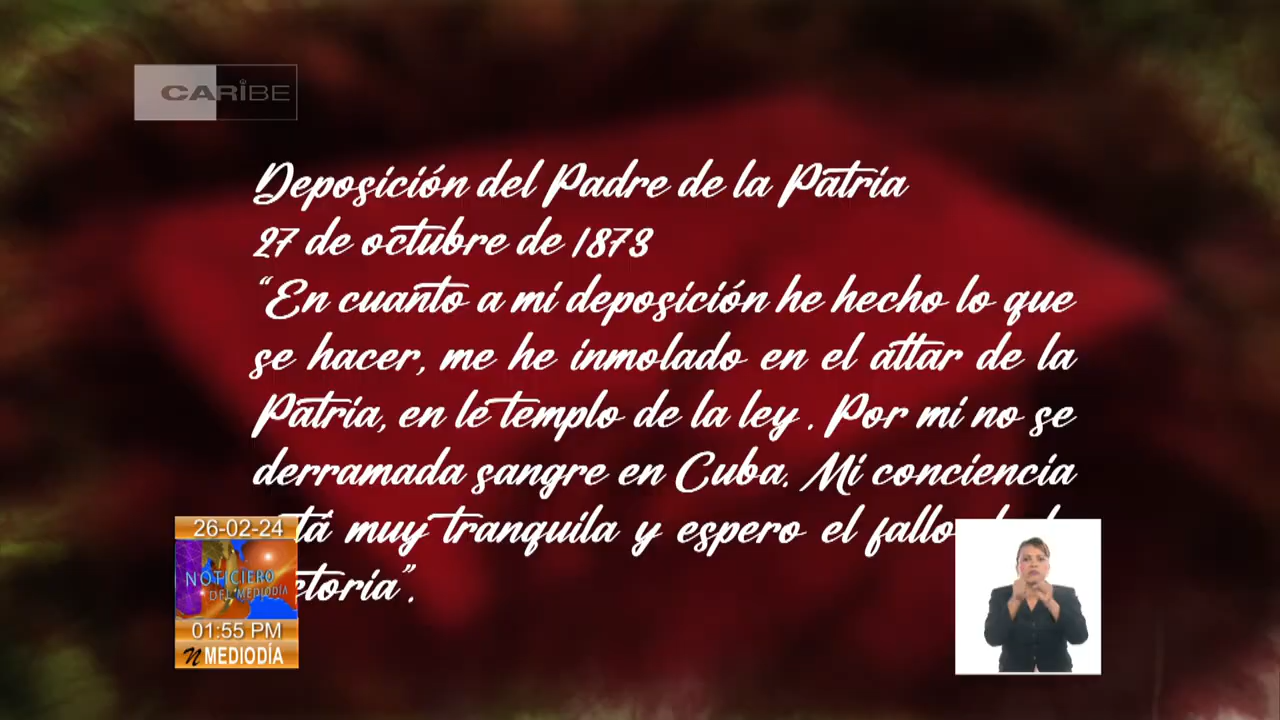 CARIBE
Deposición del Padre de la Patria
27 de octubre de 1873
“En cuanto a mi deposición he hecho lo que
se hacer, me he inmolado en el altar de la
Patria, en le templo de la ley . Por mi no se
derramada sangre en Cuba. Mi conciencia
muy tranquila y espero el fallo
26-02-24
NOTICIERO
DEL MEDIODÍA
01:55 PM
N MEDIODÍA